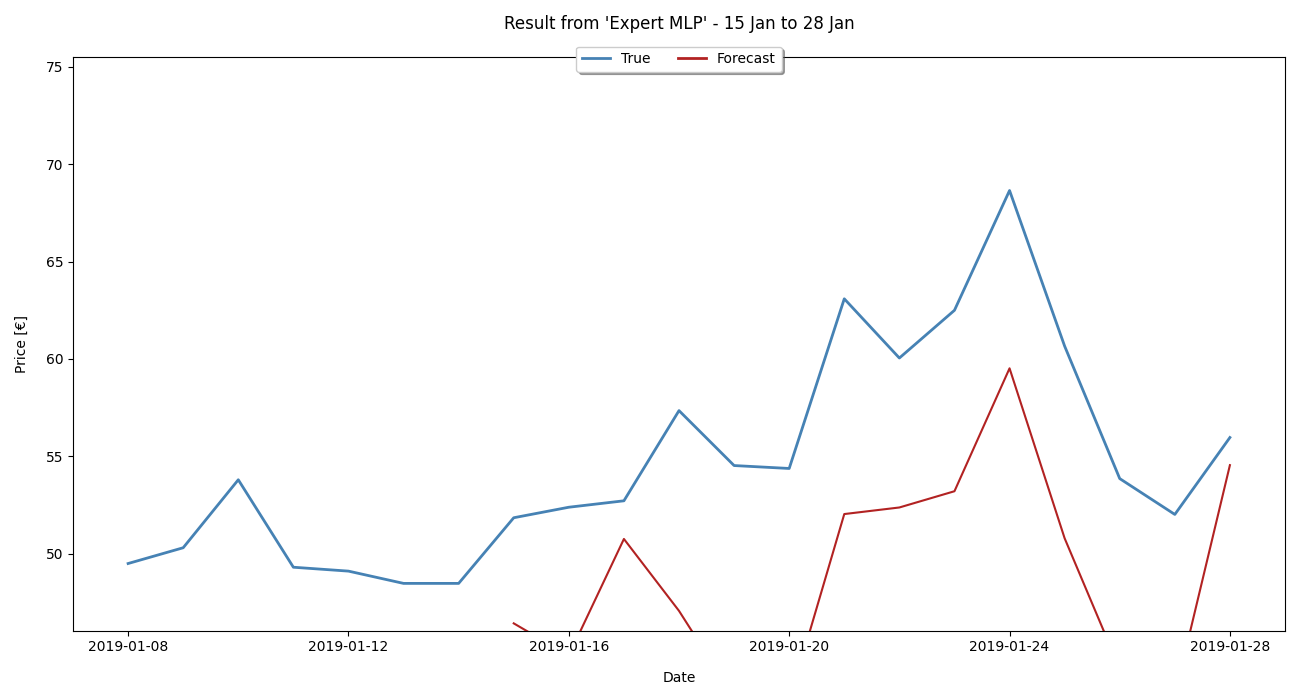 Result from 'Expert MLP' - 15 Jan to 28 Jan
True Forecast
75
70
65
60
55
50
Price [€]
2019-01-08 2019-01-12 2019-01-16 2019-01-20 2019-01-24 2019-01-28
Date